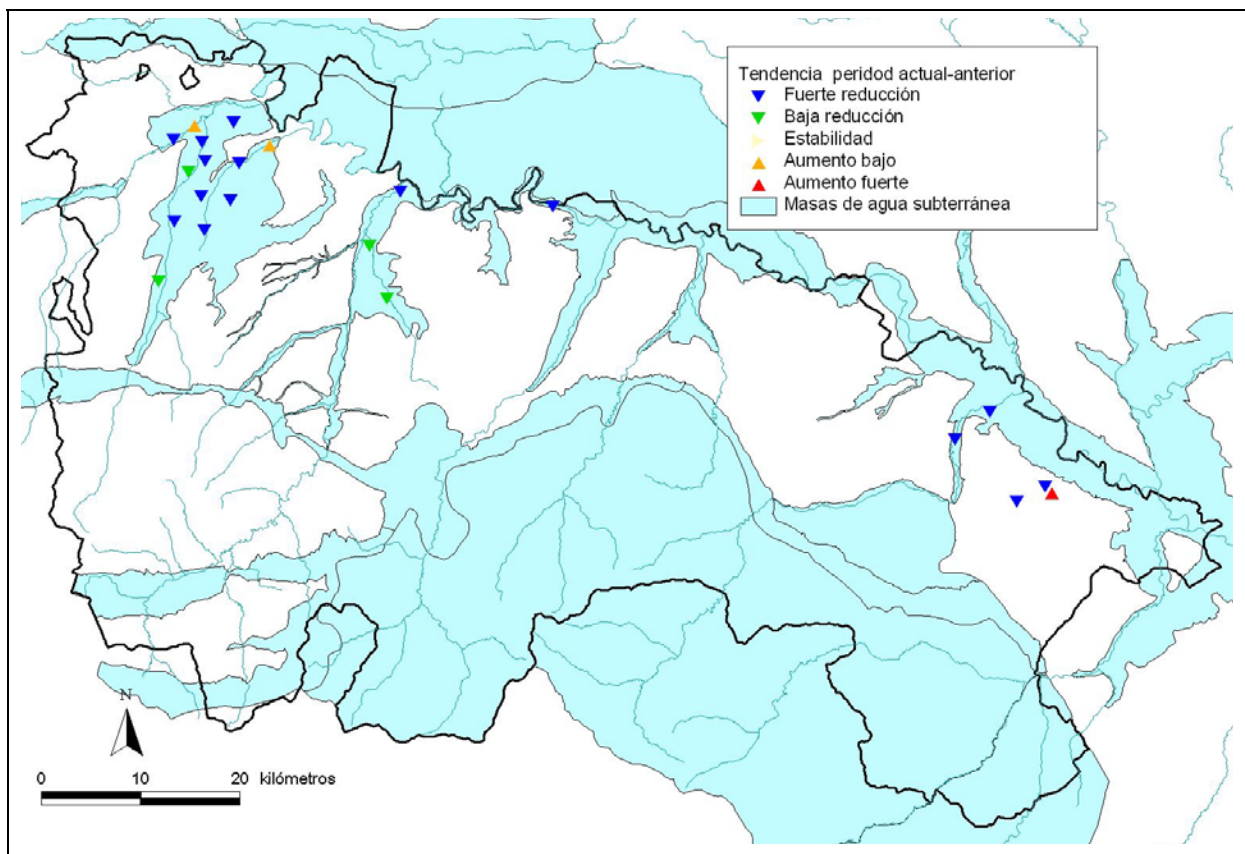 Tendencia peridod actual-anterior
Fuerte reducción
Baja reducción
Estabilidad
Aumento bajo
Aumento fuerte
Masas de agua subterránea
N
0 10 20 kilómetros